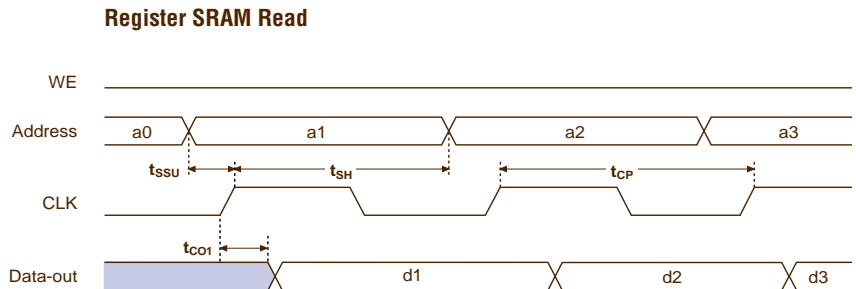 Register SRAM Read
WE
Address a0 a1 a2 a3
tSSU tSH tCP
CLK
tCO1
Data-out d1 d2 d3